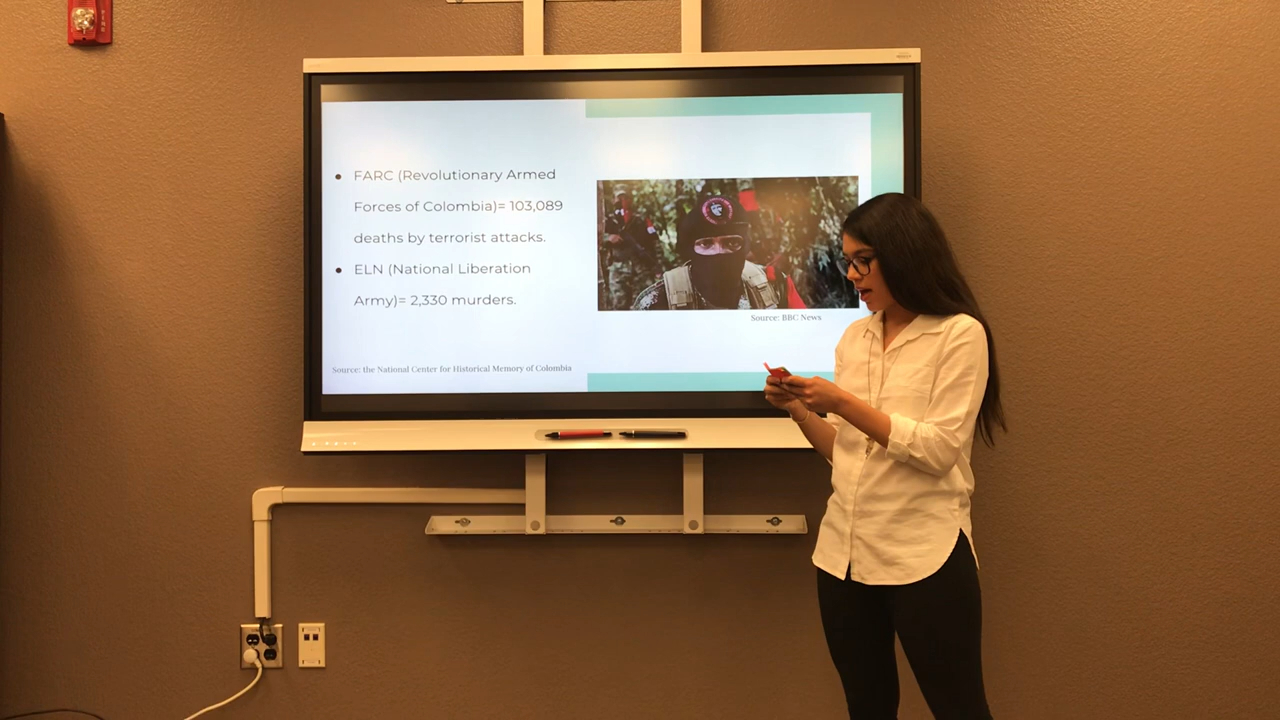 FARC (Revolutionary Armed
Forces of Colombia)= 103,089
deaths by terrorist attacks.
ELN (National Liberation
Army)= 2,330 murders.
Source: BBC News
Source: the National Center for Historical Memory of Colombia
FIRE